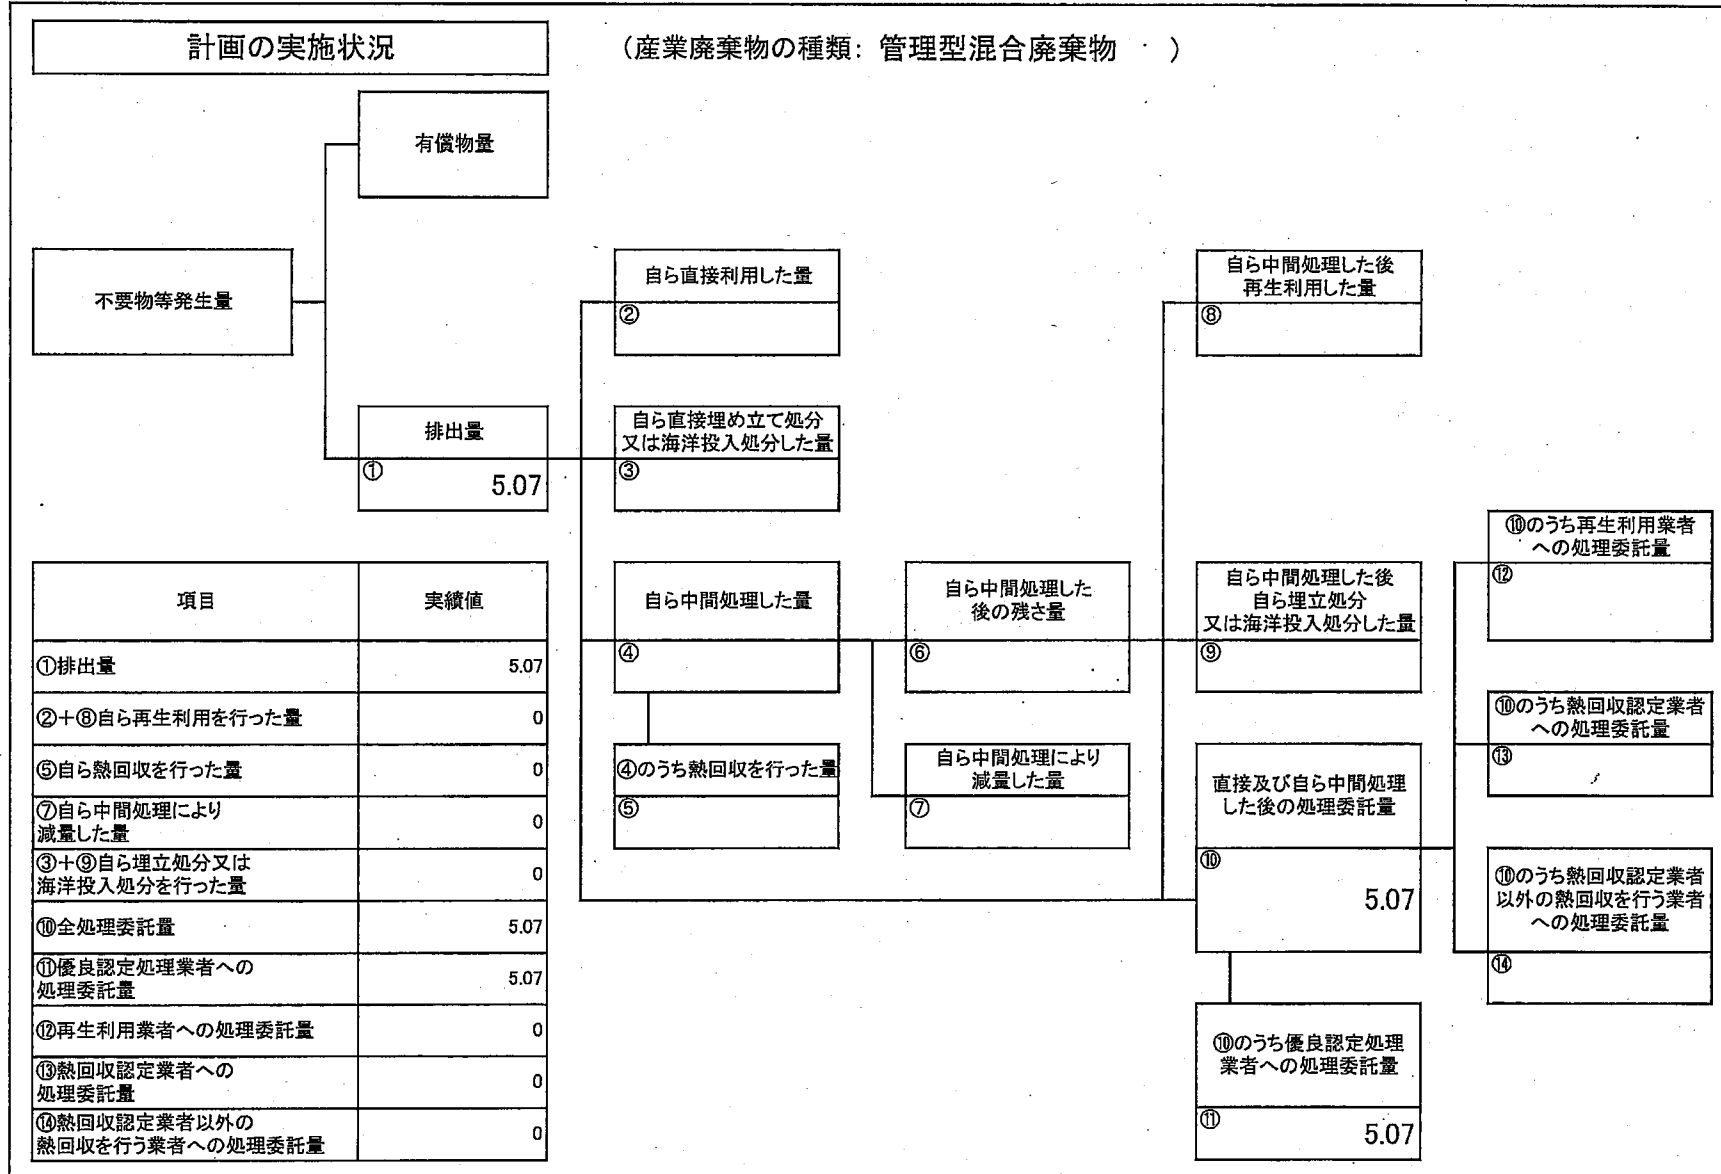 計画の実施状況
（産業廃棄物の種類：管理型混合廃棄物　）
有償物量
不要物等発生量
排出量
①
5.07
自ら直接利用した量
②
自ら直接埋め立て処分
又は海洋投入処分した量
③
自ら中間処理した量
④
④のうち熱回収を行った量
⑤
自ら中間処理した
後の残さ量
⑥
自ら中間処理により
減量した量
⑦
自ら中間処理した後
再生利用した量
⑧
自ら中間処理した後
自ら埋立処分
又は海洋投入処分した量
⑨
直接及び自ら中間処理
した後の処理委託量
⑩
5.07
⑩のうち優良認定処理
業者への処理委託量
⑪
5.07
⑩のうち再生利用業者
への処理委託量
⑫
⑩のうち熱回収認定業者
への処理委託量
⑬
⑩のうち熱回収認定業者
以外の熱回収を行う業者
への処理委託量
⑭
項目 実績値
①排出量 5.07
②＋⑧自ら再生利用を行った量 0
⑤自ら熱回収を行った量 0
⑦自ら中間処理により
減量した量 0
③＋⑨自ら埋立処分又は
海洋投入処分を行った量 0
⑩全処理委託量 5.07
⑪優良認定処理業者への
処理委託量 5.07
⑫再生利用業者への処理委託量 0
⑬熱回収認定業者への
処理委託量 0
⑭熱回収認定業者以外の
熱回収を行う業者への処理委託量 0